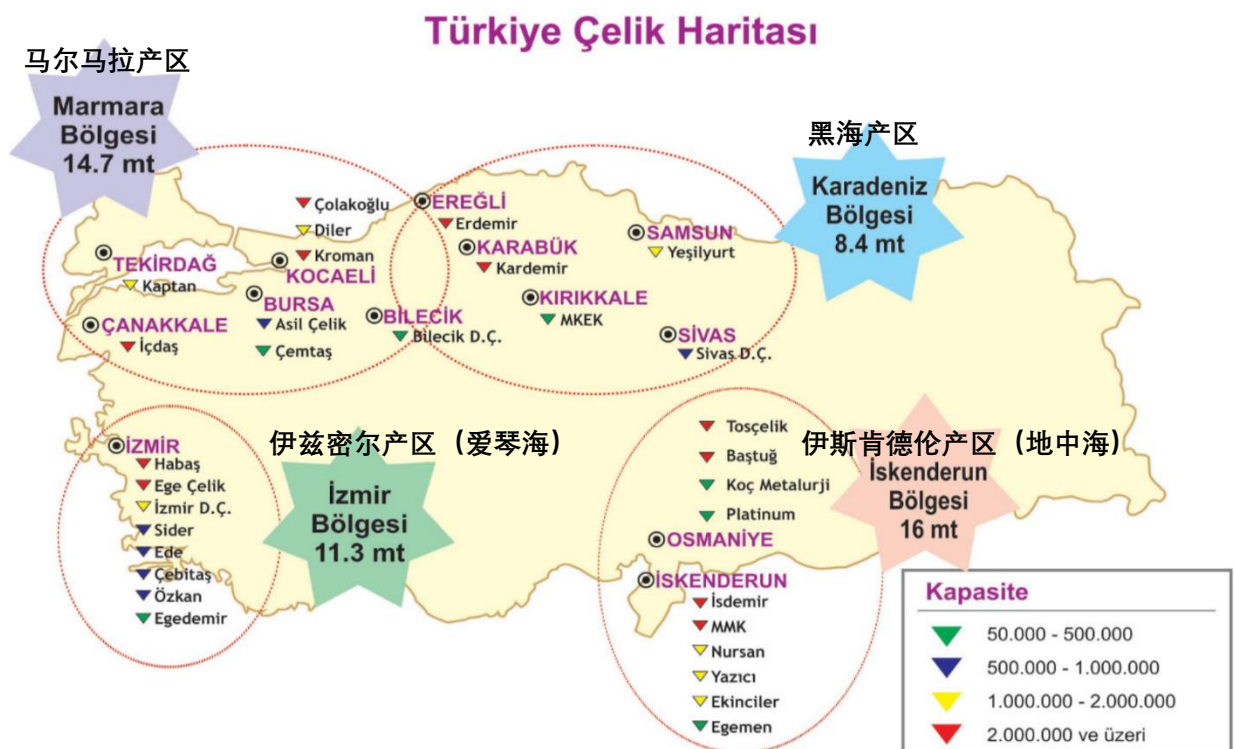 Türkiye Çelik Haritası
马尔马拉产区
Marmara
Bölgesi
14.7 mt
黑海产区
Karadeniz
Bölgesi
8.4 mt
Çolakoğlu
Diler
Kroman
KOCAELİ
TEKİRDAĞ
Kaptan
BURSA
Asil Çelik
Çemtaş
ÇANAKKALE
İçdaş
BİLECİK
Bilecik D.Ç.
EREĞLİ
Erdemir
KARABÜK
Kardemir
SAMSUN
Yeşilyurt
KIRIKKALE
MKEK
SİVAS
Sivas D.Ç.
İZMİR
Habaş
Ege Çelik
İzmir D.Ç.
Sider
Ede
Çebitaş
Özkan
Egedemir
伊兹密尔产区（爱琴海）
İzmir
Bölgesi
11.3 mt
Tosçelik
Baştuğ
Koç Metalurji
Platinum
OSMANİYE
İSKENDERUN
İsdemir
MMK
Nursan
Yazıcı
Ekinciler
Egemen
伊斯肯德伦产区（地中海）
İskenderun
Bölgesi
16 mt
Kapasite
50.000 - 500.000
500.000 - 1.000.000
1.000.000 - 2.000.000
2.000.000 ve üzeri